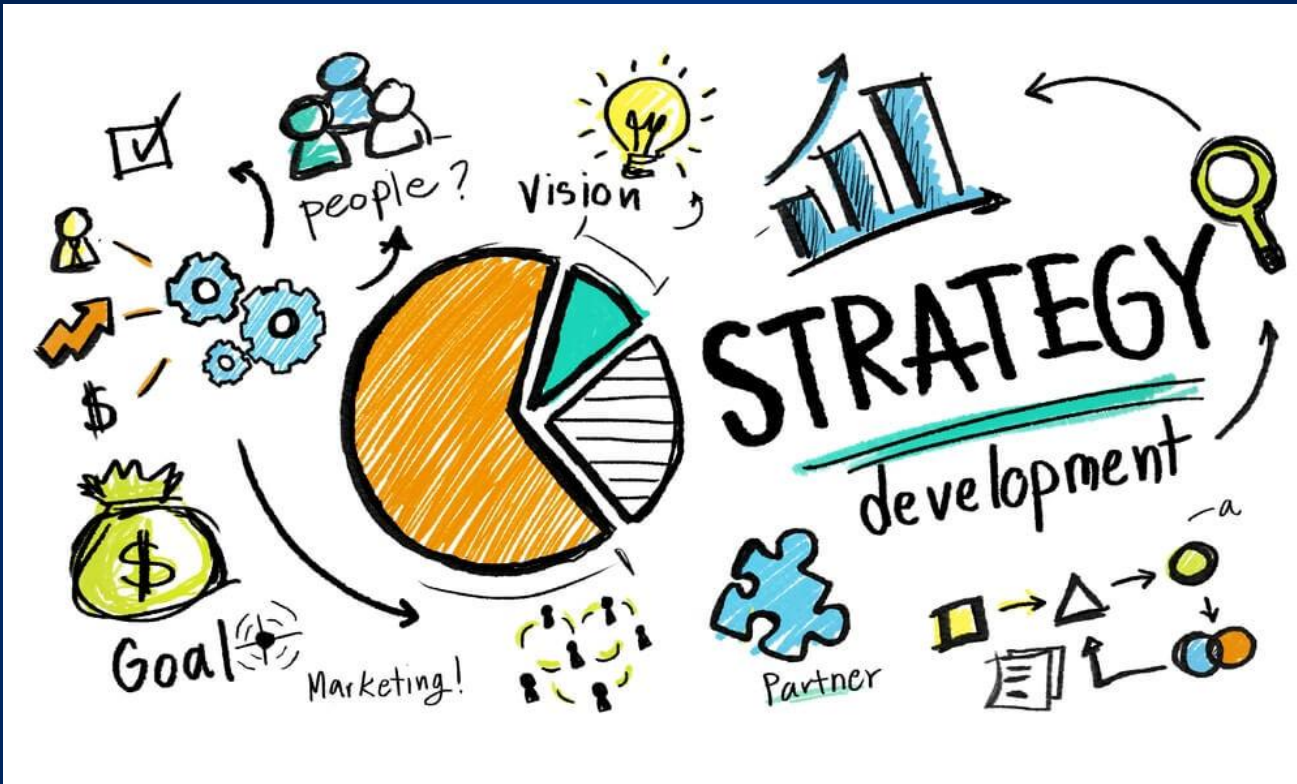 people?
Vision
STRATEGY
development
$
$
a
Goal
Marketing!
Partner